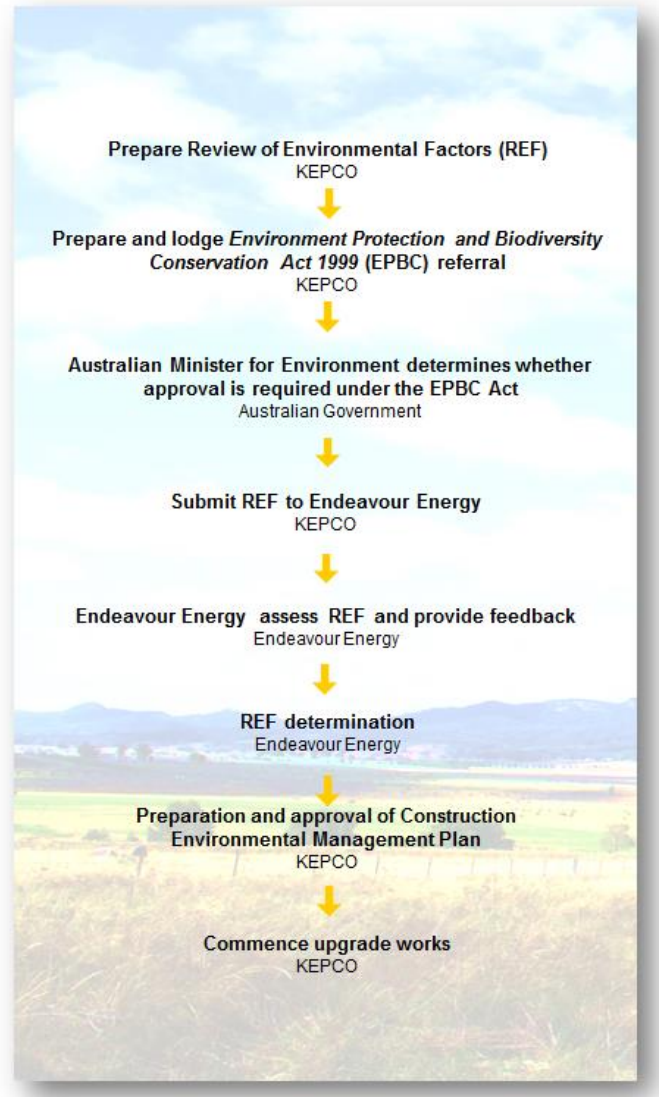 Prepare Review of Environmental Factors (REF)
KEPCO
Prepare and lodge Environment Protection and Biodiversity
Conservation Act 1999 (EPBC) referral
KEPCO
Australian Minister for Environment determines whether
approval is required under the EPBC Act
Australian Government
Submit REF to Endeavour Energy
KEPCO
Endeavour Energy assess REF and provide feedback
Endeavour Energy
REF determination
Endeavour Energy
Preparation and approval of Construction
Environmental Management Plan
KEPCO
Commence upgrade works
KEPCO